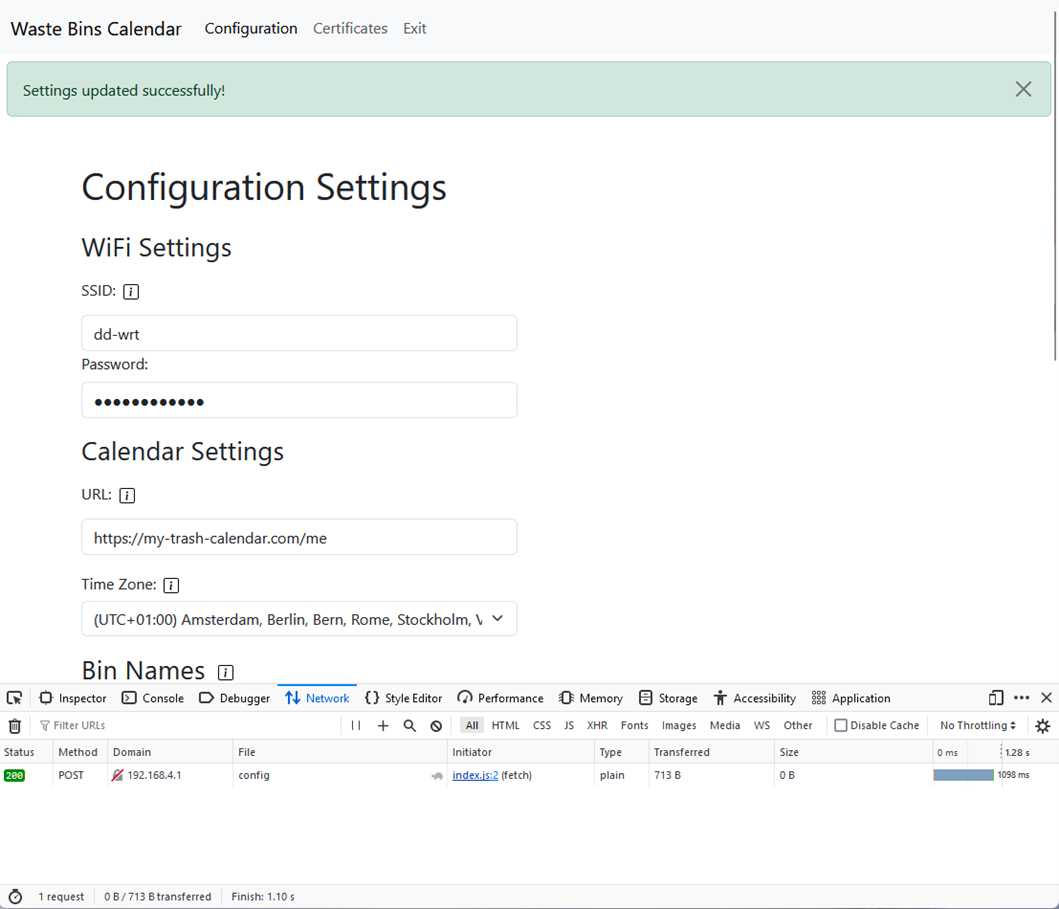 Waste Bins Calendar Configuration Certificates Exit
Settings updated successfully!
Configuration Settings
WiFi Settings
SSID: i
dd-wrt
Password:
●●●●●●●●●●●●
Calendar Settings
URL: i
https://my-trash-calendar.com/me
Time Zone: i
(UTC+01:00) Amsterdam, Berlin, Bern, Rome, Stockholm, V
Bin Names i
Inspector Console Debugger Network Style Editor Performance Memory Storage Accessibility Application
Filter URLs All HTML CSS JS XHR Fonts Images Media WS Other Disable Cache No Throttling
Status Method Domain File Initiator Type Transferred Size 0 ms 1.28 s
200 POST 192.168.4.1 config index.js:2 (fetch) plain 713 B 0 B 1098 ms
1 request 0 B / 713 B transferred Finish: 1.10 s